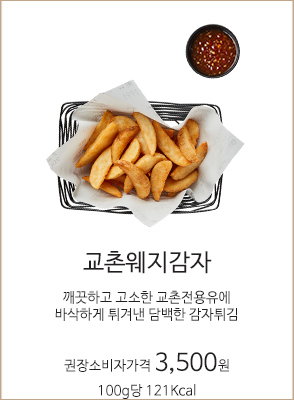 교촌웨지감자
깨끗하고 고소한 교촌전용유에
바삭하게 튀겨낸 담백한 감자튀김
권장소비자가격 3,500원
100g당 121Kcal